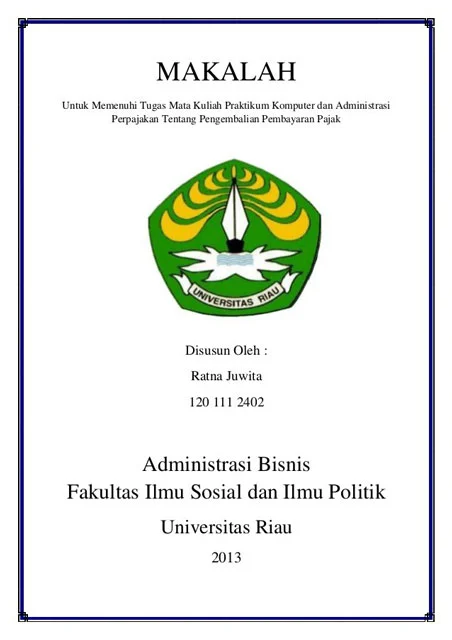 MAKALAH
Untuk Memenuhi Tugas Mata Kuliah Praktikum Komputer dan Administrasi
Perpajakan Tentang Pengembalian Pembayaran Pajak
UNIVERSITAS RIAU
Disusun Oleh :
Ratna Juwita
120 111 2402
Administrasi Bisnis
Fakultas Ilmu Sosial dan Ilmu Politik
Universitas Riau
2013